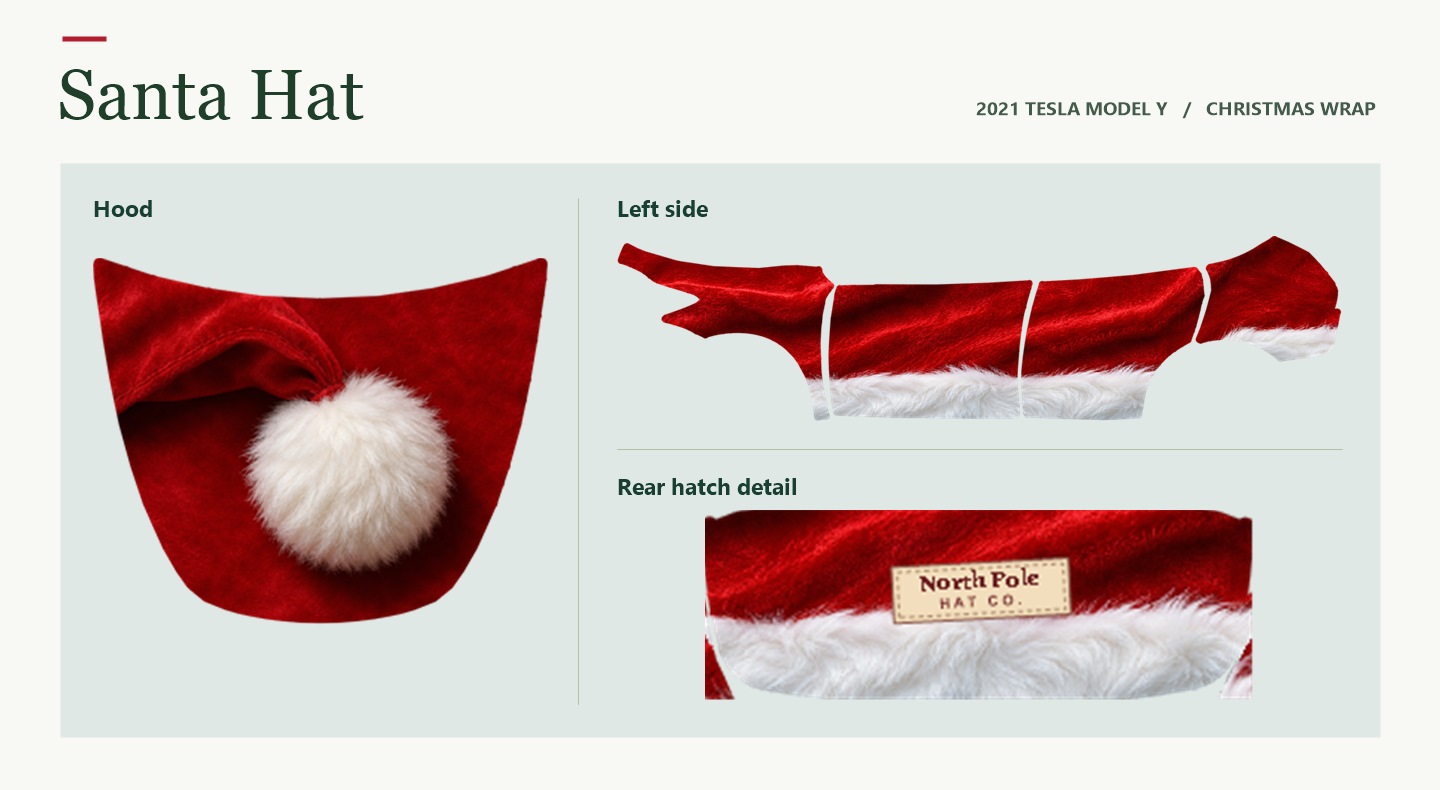 Santa Hat
2021 TESLA MODEL Y / CHRISTMAS WRAP
Hood
Left side
Rear hatch detail
North Pole
HAT CO.